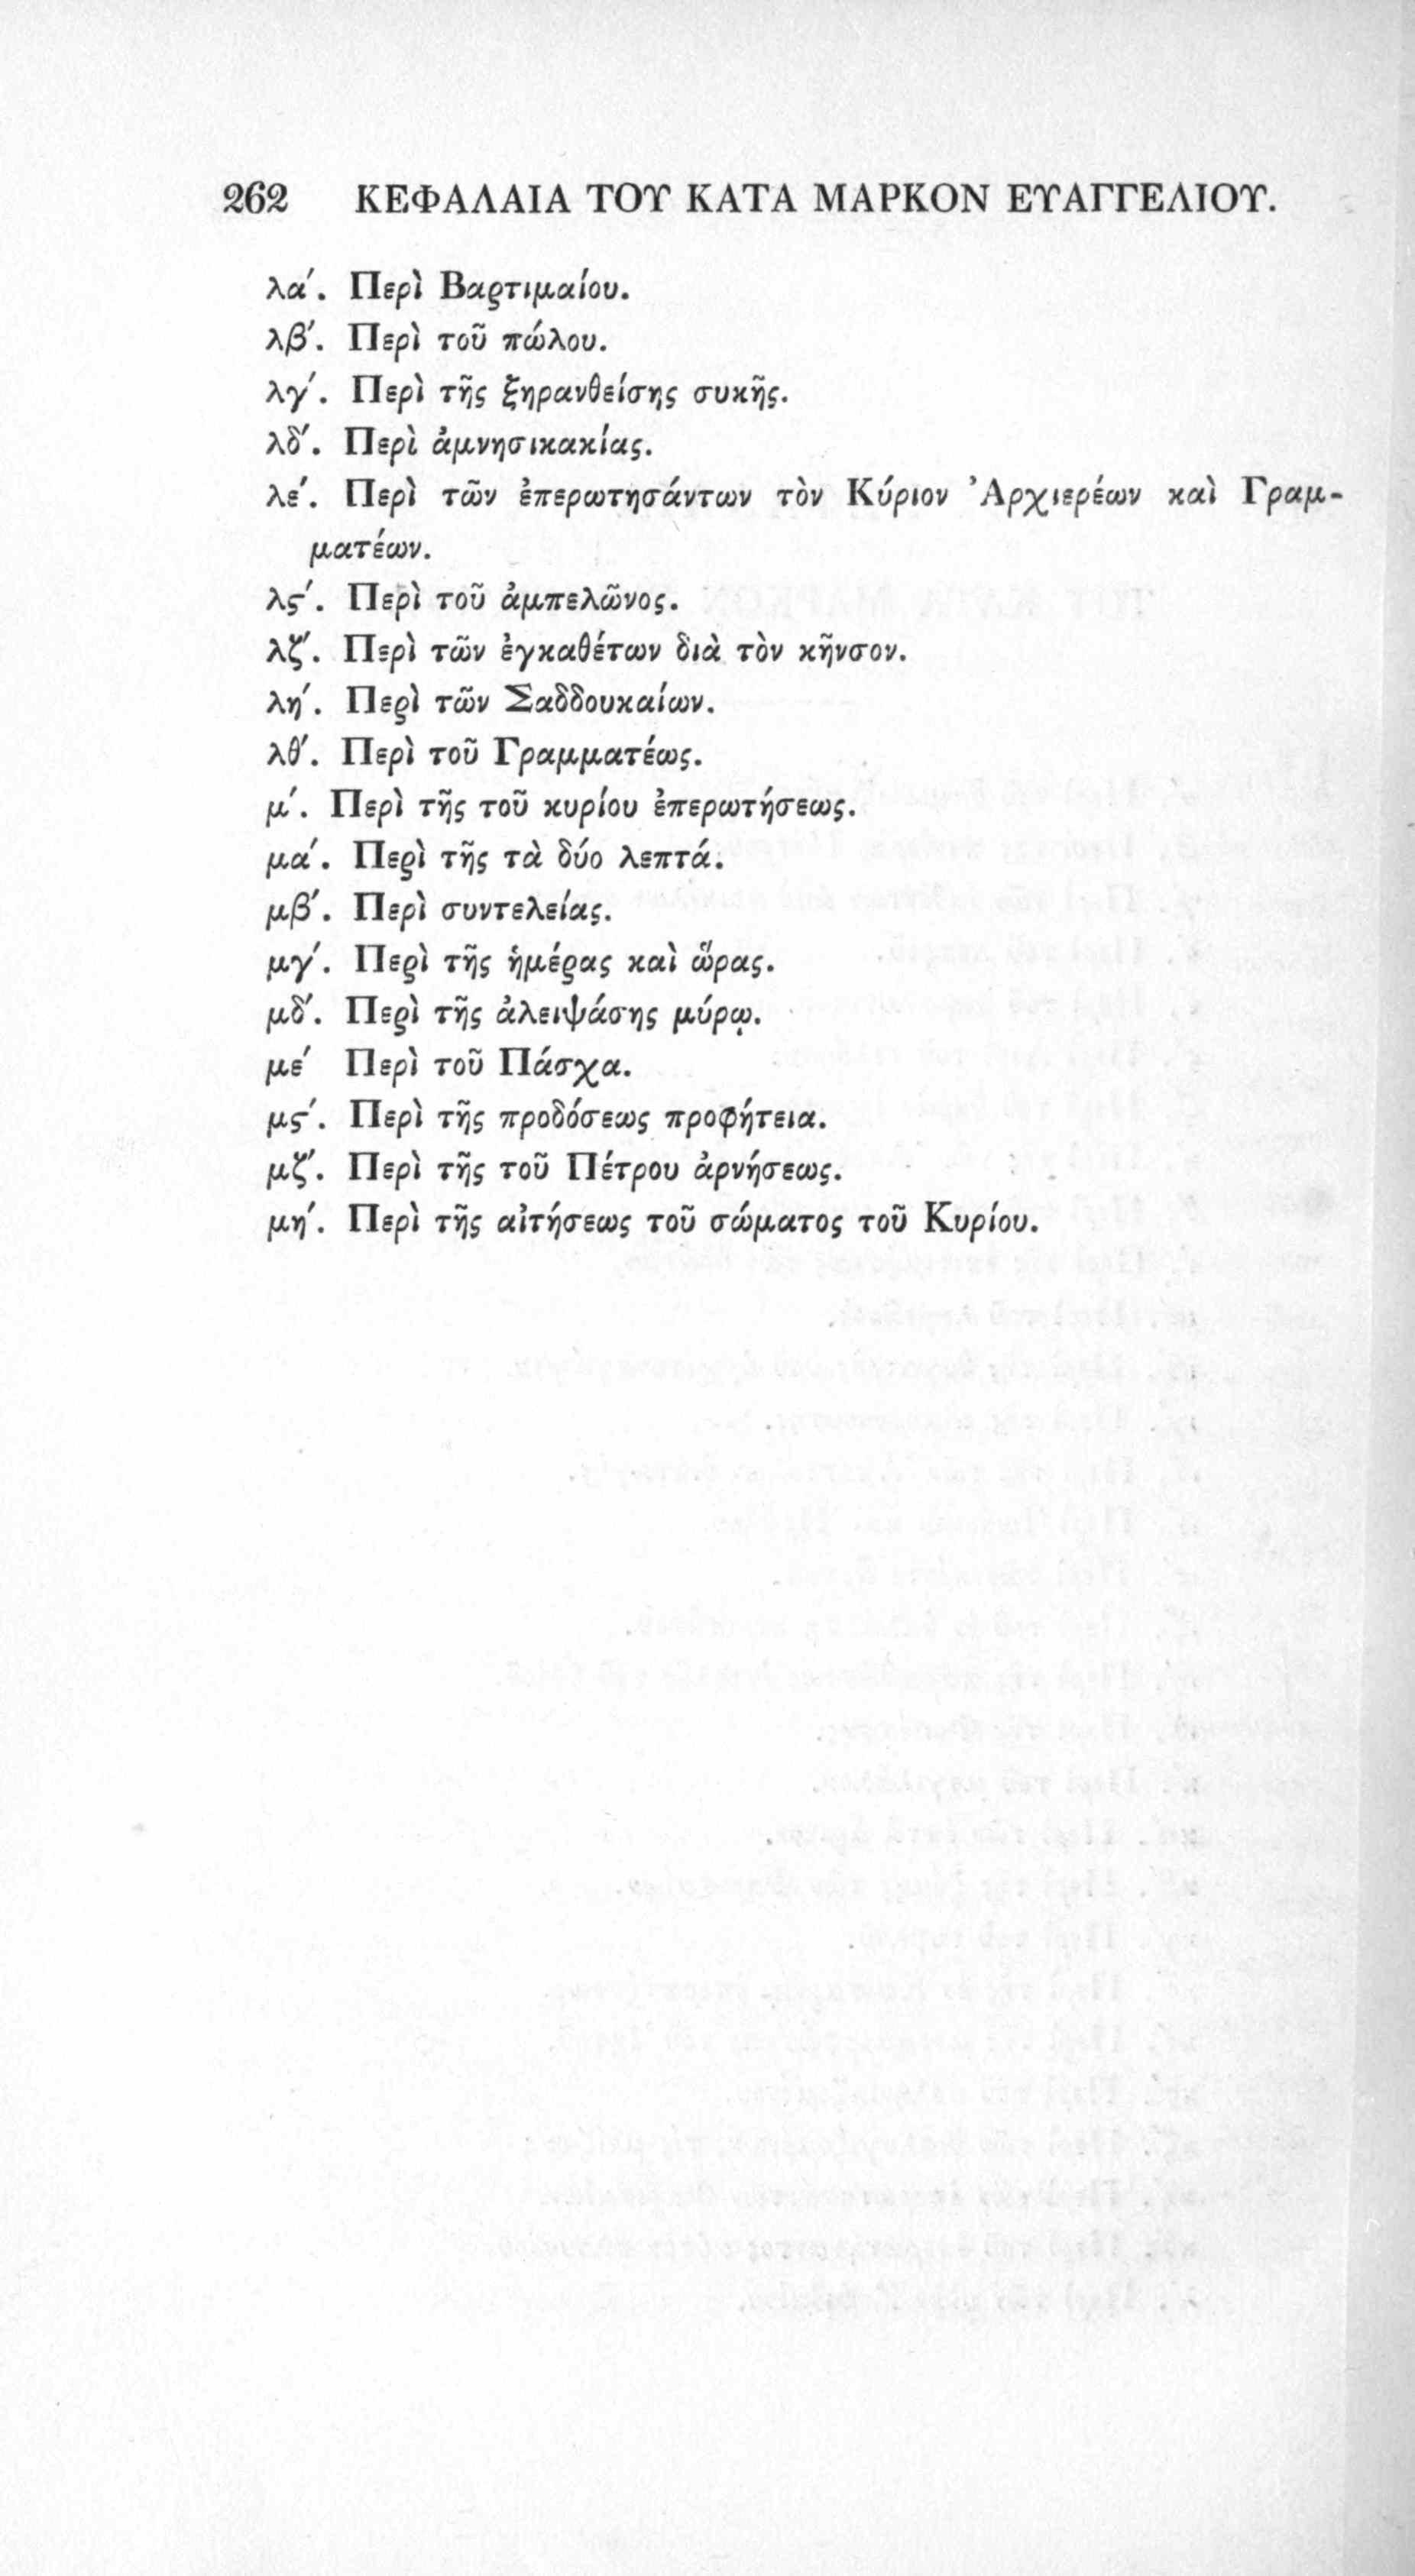 262 ΚΕΦΑΛΑΙΑ ΤΟΥ ΚΑΤΑ ΜΑΡΚΟΝ ΕΥΑΓΓΕΛΙΟΥ.
λα΄. Περὶ Βαρτιμαίου.
λβ΄. Περὶ τοῦ πώλου.
λγ΄. Περὶ τῆς ξηρανθείσης συκῆς.
λδ΄. Περὶ ἀμνησικακίας.
λε΄. Περὶ τῶν ἐπερωτησάντων τὸν Κύριον Ἀρχιερέων καὶ Γραμ-
ματέων.
λϛ΄. Περὶ τοῦ ἀμπελῶνος.
λζ΄. Περὶ τῶν ἐγκαθέτων διὰ τὸν κῆνσον.
λη΄. Περὶ τῶν Σαδδουκαίων.
λθ΄. Περὶ τοῦ Γραμματέως.
μ΄. Περὶ τῆς τοῦ κυρίου ἐπερωτήσεως.
μα΄. Περὶ τῆς τὰ δύο λεπτά.
μβ΄. Περὶ συντελείας.
μγ΄. Περὶ τῆς ἡμέρας καὶ ὥρας.
μδ΄. Περὶ τῆς ἀλειψάσης μύρῳ.
με΄ Περὶ τοῦ Πάσχα.
μϛ΄. Περὶ τῆς προδόσεως προφήτεια.
μζ΄. Περὶ τῆς τοῦ Πέτρου ἀρνήσεως.
μη΄. Περὶ τῆς αἰτήσεως τοῦ σώματος τοῦ Κυρίου.